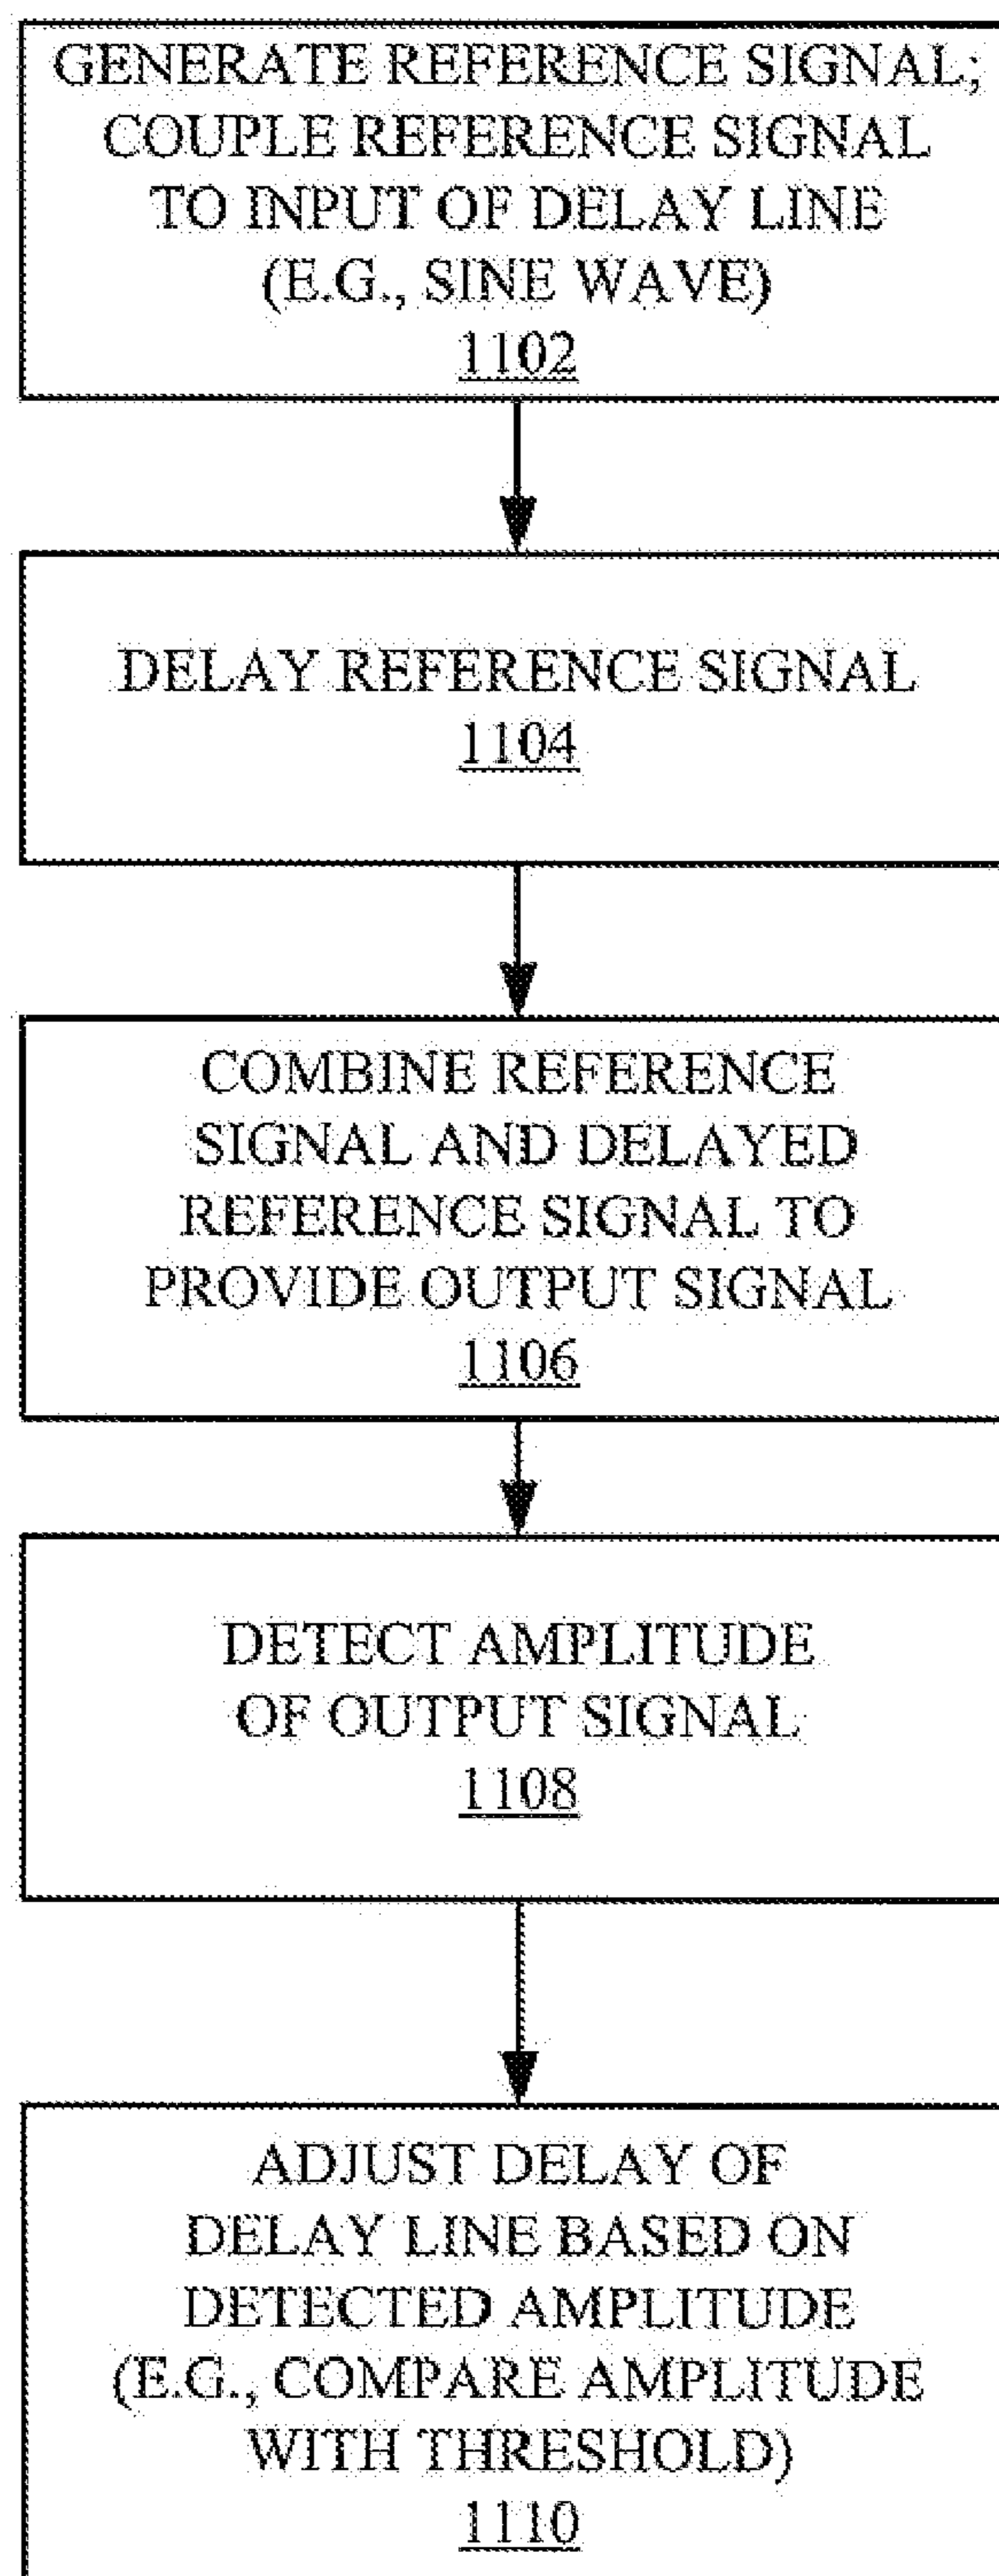 GENERATE REFERENCE SIGNAL;
COUPLE REFERENCE SIGNAL
TO INPUT OF DELAY LINE
(E.G., SINE WAVE)
1102
DELAY REFERENCE SIGNAL
1104
COMBINE REFERENCE
SIGNAL AND DELAYED
REFERENCE SIGNAL TO
PROVIDE OUTPUT SIGNAL
1106
DETECT AMPLITUDE
OF OUTPUT SIGNAL
1108
ADJUST DELAY OF
DELAY LINE BASED ON
DETECTED AMPLITUDE
(E.G., COMPARE AMPLITUDE
WITH THRESHOLD)
1110